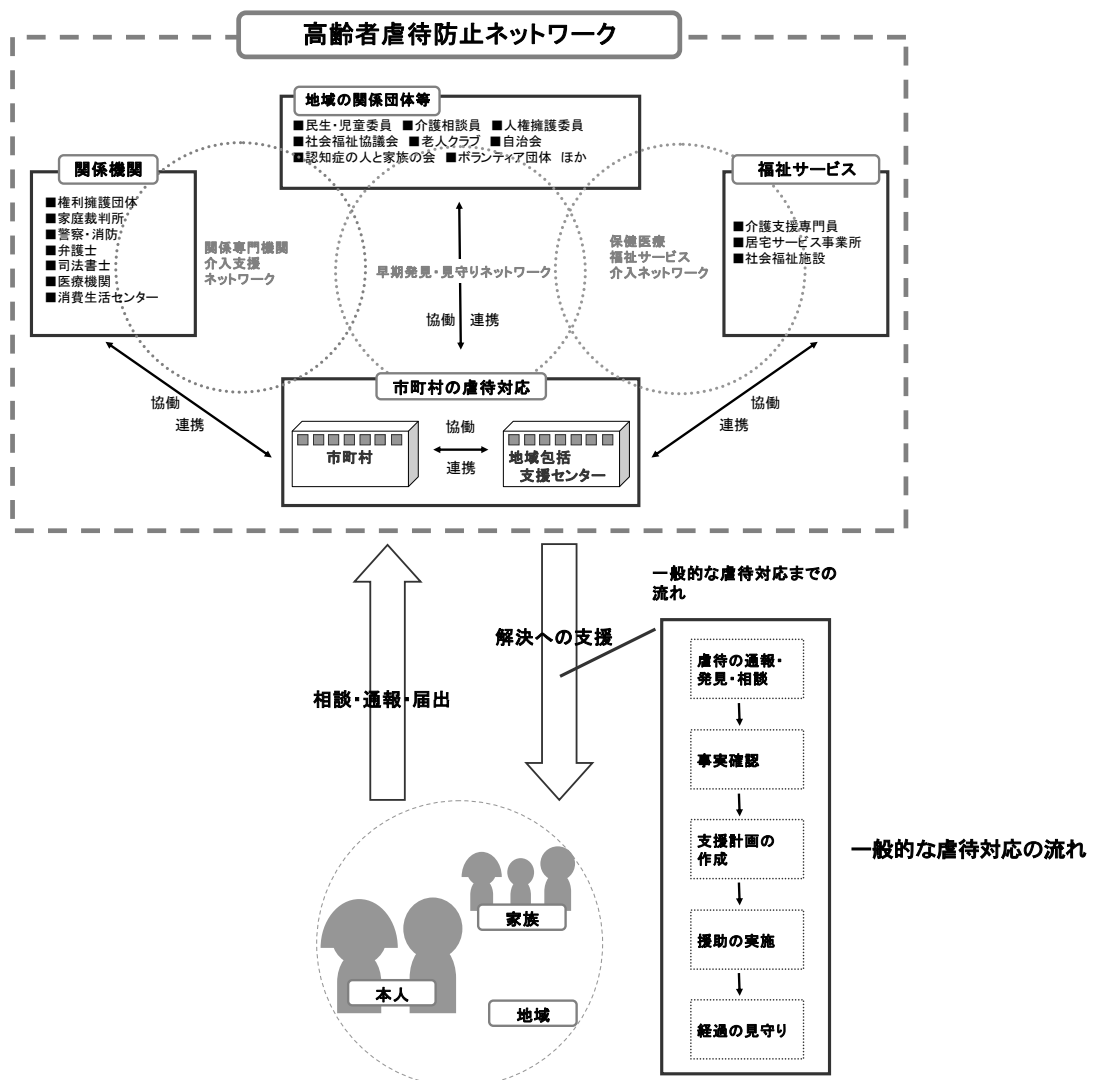 高齢者虐待防止ネットワーク
地域の関係団体等
■民生・児童委員 ■介護相談員 ■人権擁護委員
■社会福祉協議会 ■老人クラブ ■自治会
■認知症の人と家族の会 ■ボランティア団体 ほか
関係機関
■権利擁護団体
■家庭裁判所
■警察・消防
■弁護士
■司法書士
■医療機関
■消費生活センター
関係専門機関
介入支援
ネットワーク
早期発見・見守りネットワーク
保健医療
福祉サービス
介入ネットワーク
福祉サービス
■介護支援専門員
■居宅サービス事業所
■社会福祉施設
協働 連携
協働
連携
協働
連携
市町村の虐待対応
市町村
協働
連携
地域包括
支援センター
相談・通報・届出
解決への支援
一般的な虐待対応までの
流れ
虐待の通報・
発見・相談
事実確認
支援計画の
作成
援助の実施
経過の見守り
一般的な虐待対応の流れ
家族
本人
地域